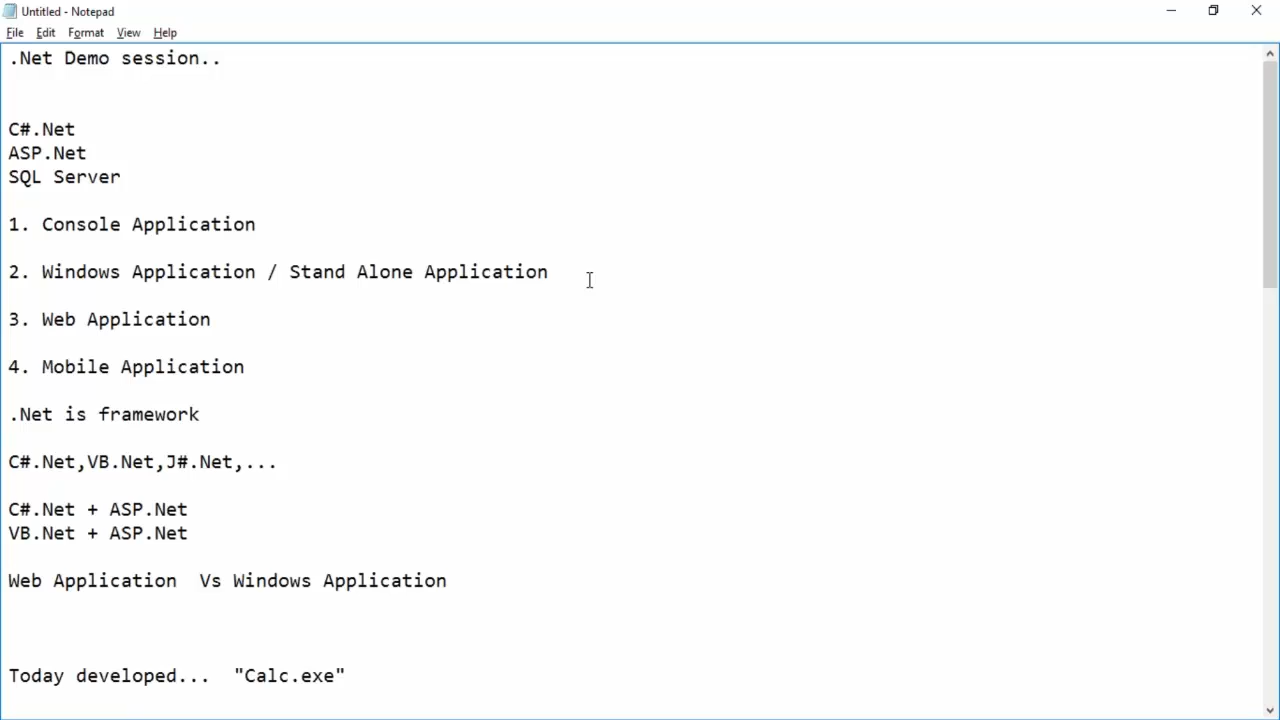 Untitled - Notepad
File Edit Format View Help
.Net Demo session..
C#.Net
ASP.Net
SQL Server
1. Console Application
2. Windows Application / Stand Alone Application
3. Web Application
4. Mobile Application
.Net is framework
C#.Net,VB.Net,J#.Net,...
C#.Net + ASP.Net
VB.Net + ASP.Net
Web Application  Vs Windows Application
Today developed...  "Calc.exe"